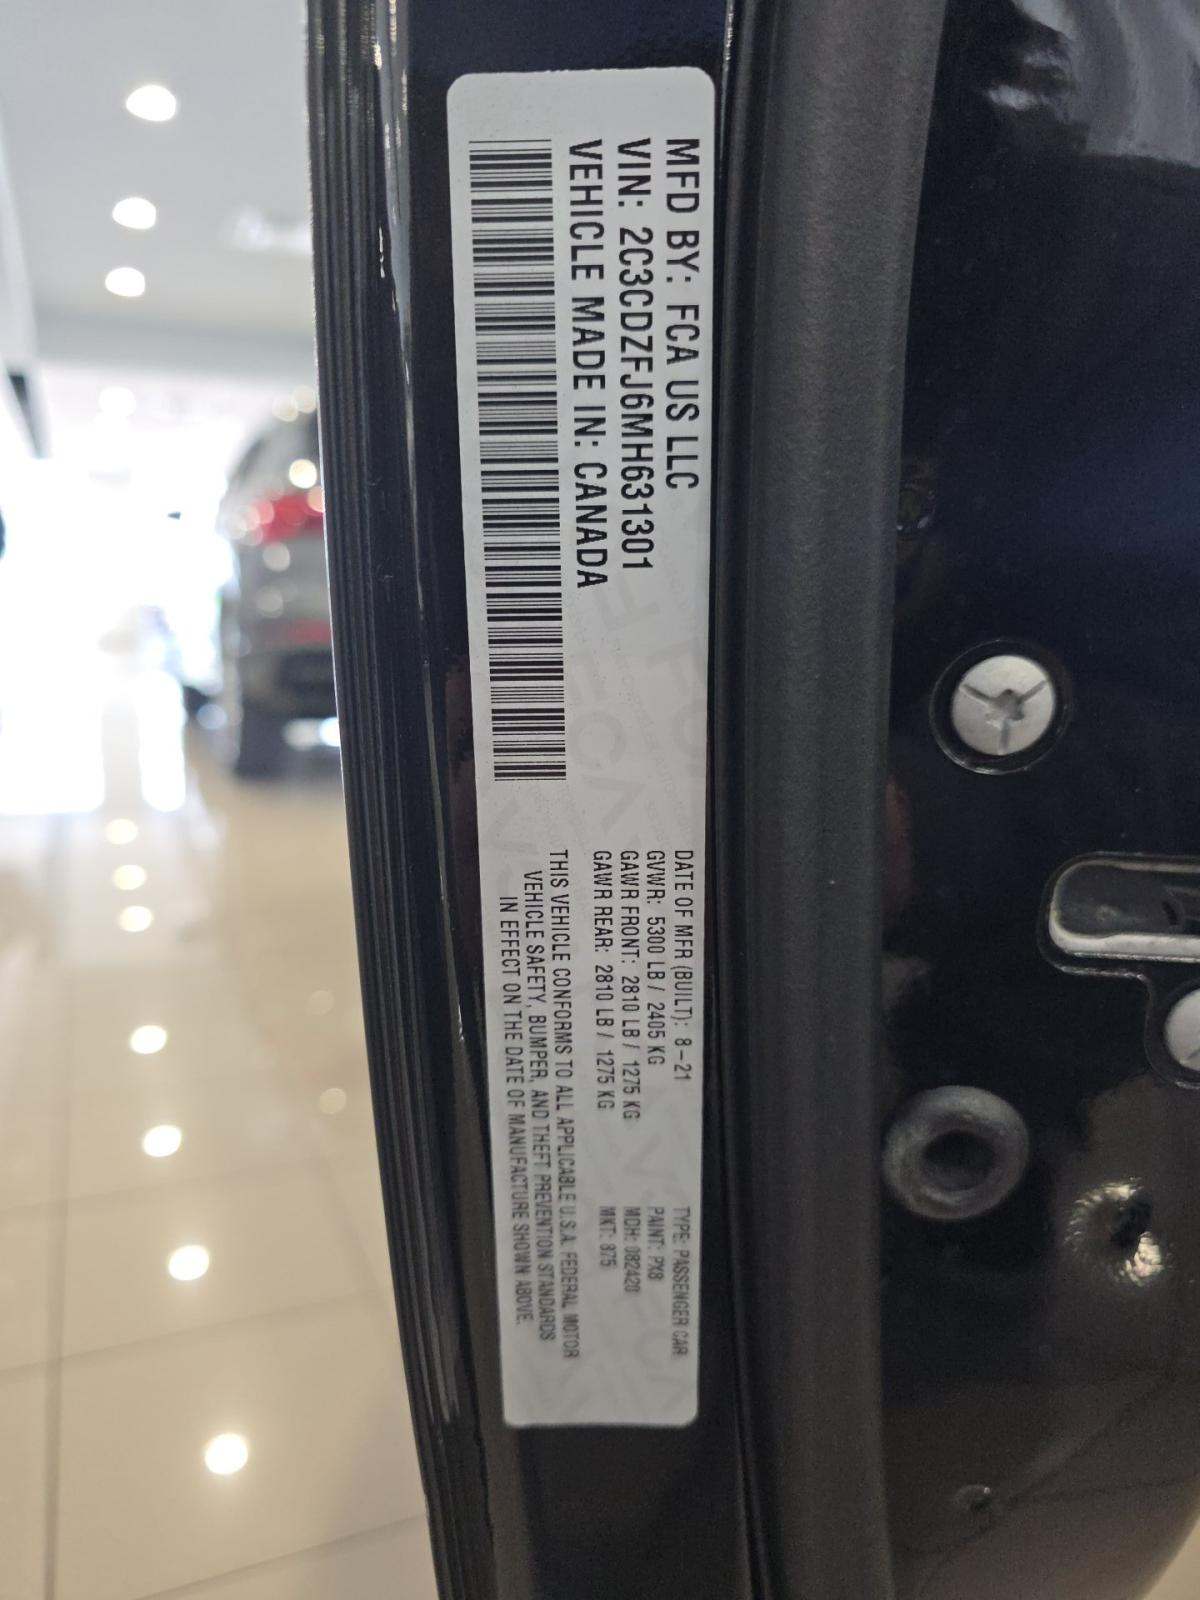 MFD BY: FCA US LLC
VIN: 2C3CDZFJ6MH631301
VEHICLE MADE IN: CANADA
DATE OF MFR (BUILT): 8-21
GVWR: 5300 LB / 2405 KG
GAWR FRONT: 2810 LB / 1275 KG
GAWR REAR: 2810 LB / 1275 KG
TYPE: PASSENGER CAR
PAINT: PX8
MDH: 082420
MKT: 875
THIS VEHICLE CONFORMS TO ALL APPLICABLE U.S.A. FEDERAL MOTOR
VEHICLE SAFETY, BUMPER, AND THEFT PREVENTION STANDARDS
IN EFFECT ON THE DATE OF MANUFACTURE SHOWN ABOVE.